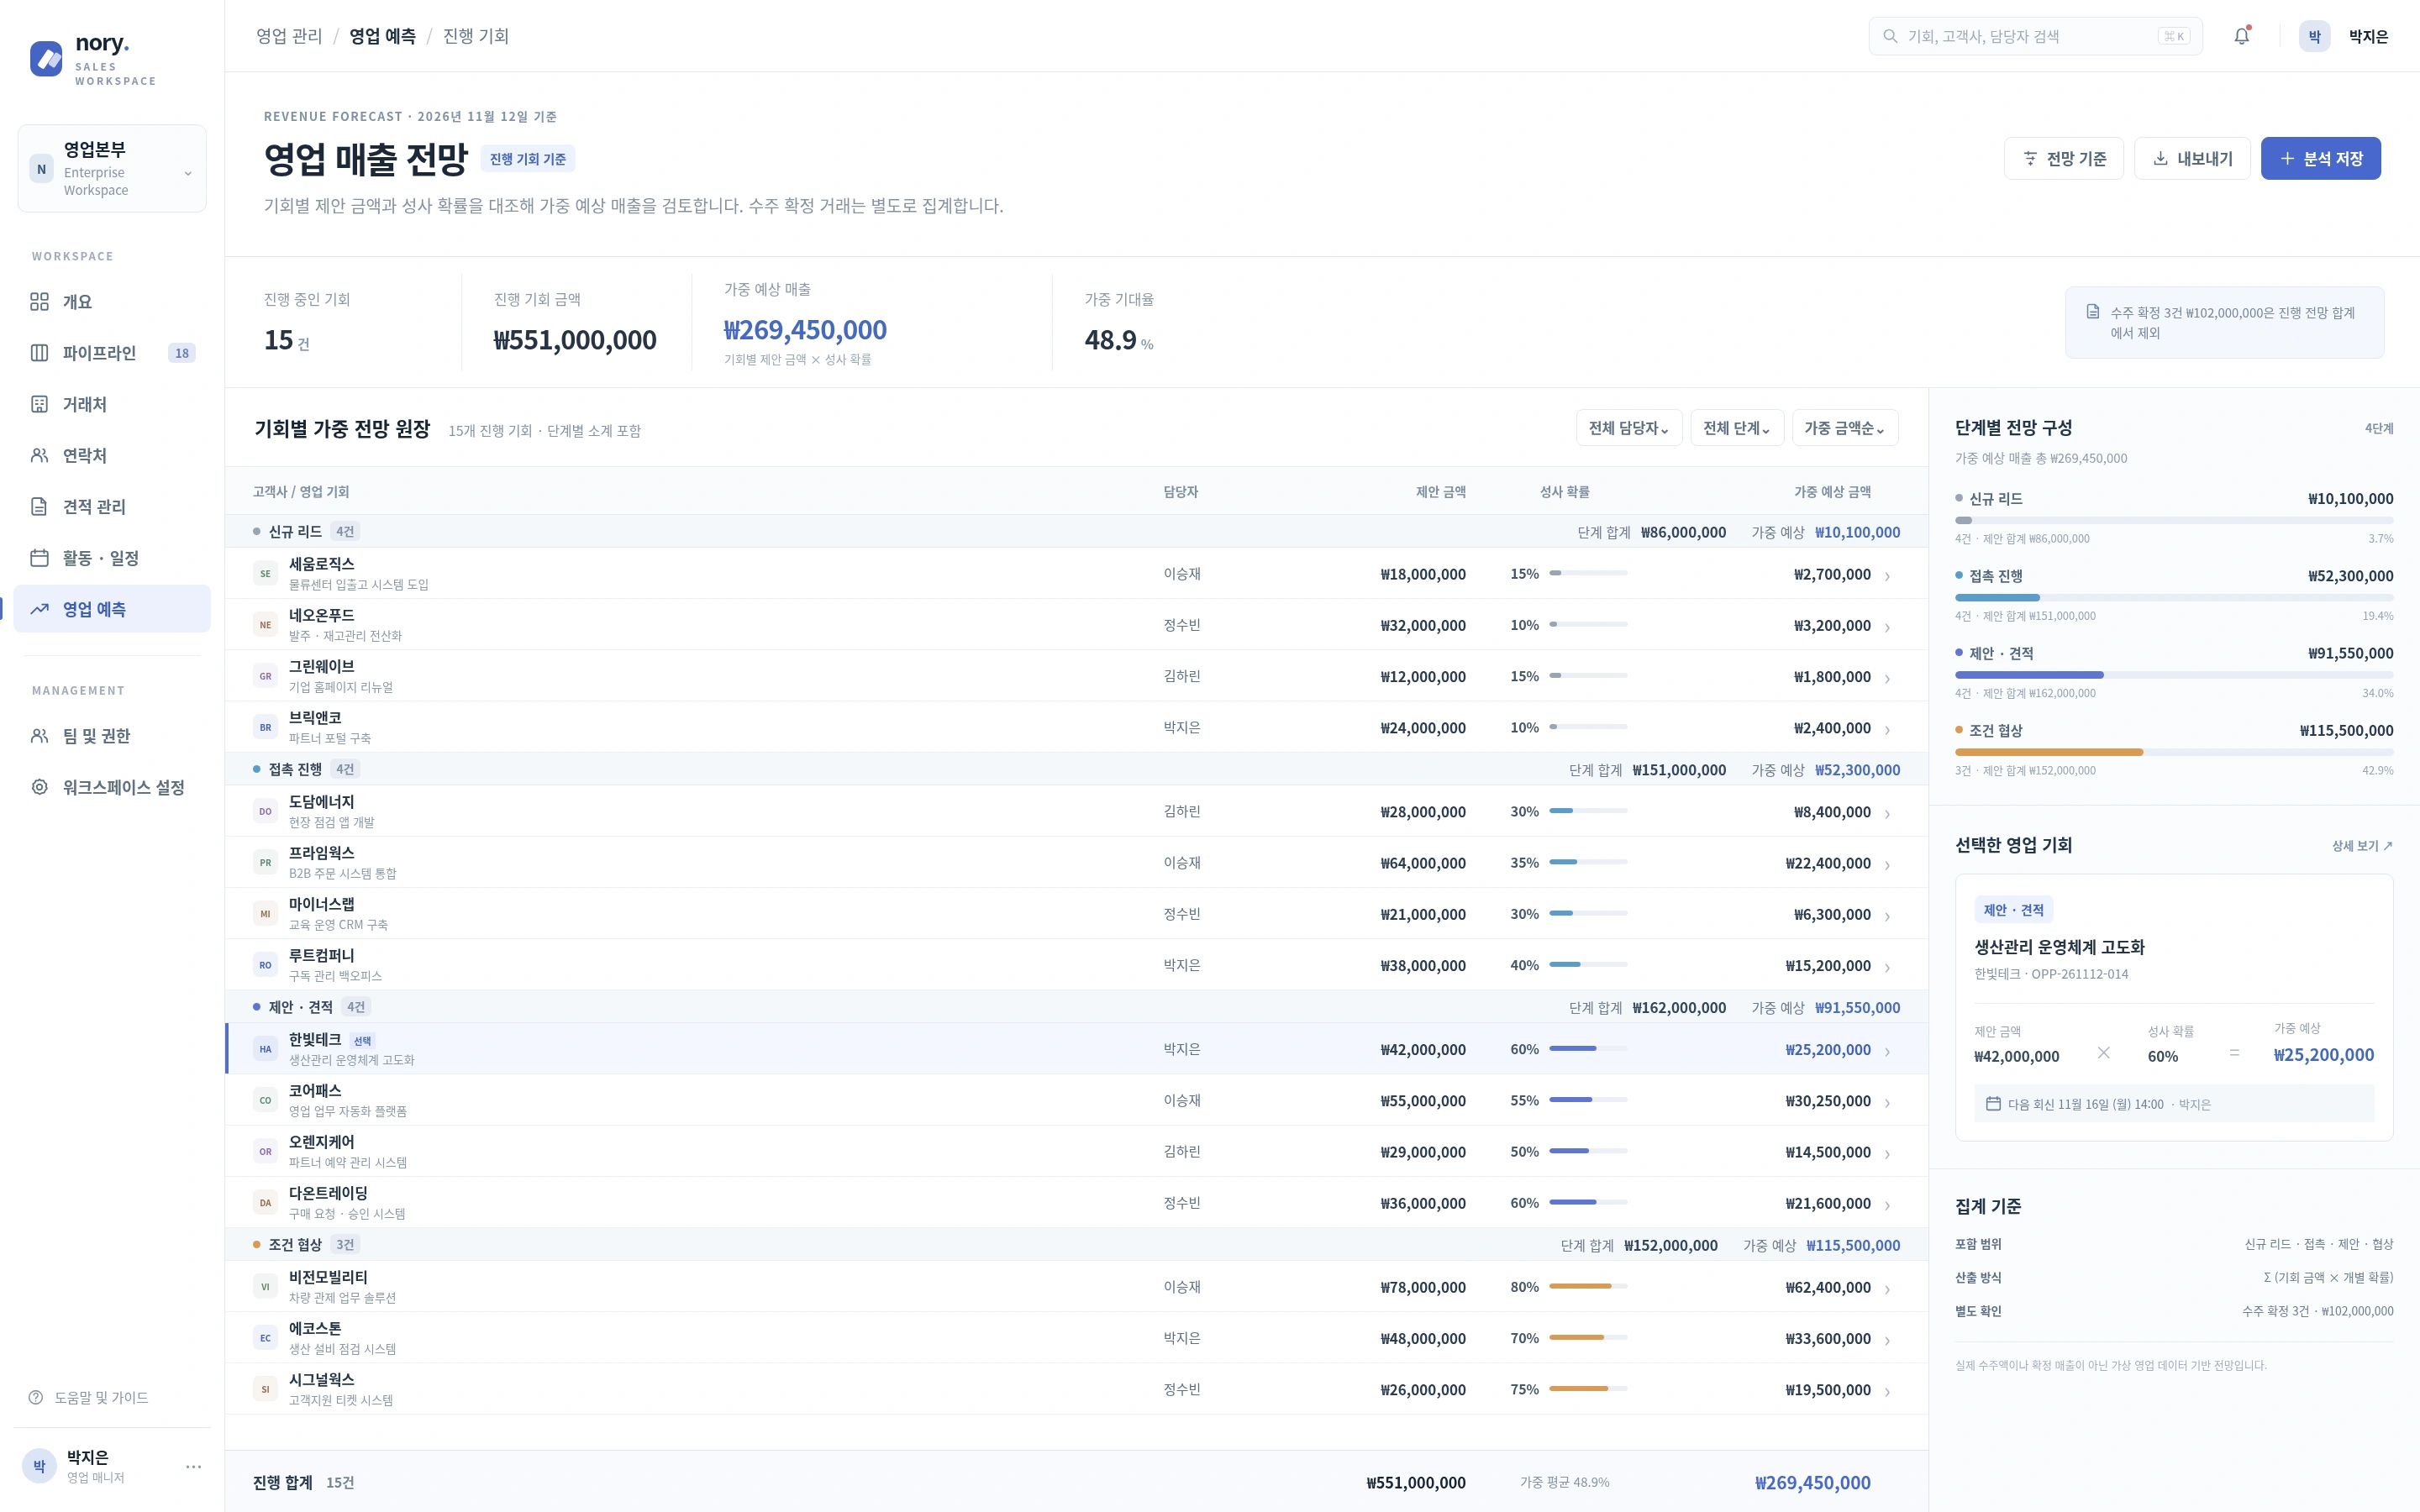 nory.
SALES
WORKSPACE
N
영업본부
Enterprise
Workspace
WORKSPACE
개요
파이프라인
18
거래처
연락처
견적 관리
활동 · 일정
영업 예측
MANAGEMENT
팀 및 권한
워크스페이스 설정
도움말 및 가이드
박
박지은
영업 매니저
영업 관리 / 영업 예측 / 진행 기회
기회, 고객사, 담당자 검색
⌘ K
박
박지은
REVENUE FORECAST · 2026년 11월 12일 기준
영업 매출 전망
진행 기회 기준
기회별 제안 금액과 성사 확률을 대조해 가중 예상 매출을 검토합니다. 수주 확정 거래는 별도로 집계합니다.
전망 기준
내보내기
분석 저장
진행 중인 기회
15 건
진행 기회 금액
₩551,000,000
가중 예상 매출
₩269,450,000
기회별 제안 금액 × 성사 확률
가중 기대율
48.9 %
수주 확정 3건 ₩102,000,000은 진행 전망 합계
에서 제외
기회별 가중 전망 원장
15개 진행 기회 · 단계별 소계 포함
전체 담당자
전체 단계
가중 금액순
고객사 / 영업 기회 담당자 제안 금액 성사 확률 가중 예상 금액
신규 리드 4건 단계 합계 ₩86,000,000 가중 예상 ₩10,100,000
SE 세움로직스 이승재 ₩18,000,000 15% ₩2,700,000
물류센터 입출고 시스템 도입
NE 네오온푸드 정수빈 ₩32,000,000 10% ₩3,200,000
발주 · 재고관리 전산화
GR 그린웨이브 김하린 ₩12,000,000 15% ₩1,800,000
기업 홈페이지 리뉴얼
BR 브릭앤코 박지은 ₩24,000,000 10% ₩2,400,000
파트너 포털 구축
접촉 진행 4건 단계 합계 ₩151,000,000 가중 예상 ₩52,300,000
DO 도담에너지 김하린 ₩28,000,000 30% ₩8,400,000
현장 점검 앱 개발
PR 프라임웍스 이승재 ₩64,000,000 35% ₩22,400,000
B2B 주문 시스템 통합
MI 마이너스랩 정수빈 ₩21,000,000 30% ₩6,300,000
교육 운영 CRM 구축
RO 루트컴퍼니 박지은 ₩38,000,000 40% ₩15,200,000
구독 관리 백오피스
제안 · 견적 4건 단계 합계 ₩162,000,000 가중 예상 ₩91,550,000
HA 한빛테크 선택 박지은 ₩42,000,000 60% ₩25,200,000
생산관리 운영체계 고도화
CO 코어패스 이승재 ₩55,000,000 55% ₩30,250,000
영업 업무 자동화 플랫폼
OR 오렌지케어 김하린 ₩29,000,000 50% ₩14,500,000
파트너 예약 관리 시스템
DA 다온트레이딩 정수빈 ₩36,000,000 60% ₩21,600,000
구매 요청 · 승인 시스템
조건 협상 3건 단계 합계 ₩152,000,000 가중 예상 ₩115,500,000
VI 비전모빌리티 이승재 ₩78,000,000 80% ₩62,400,000
차량 관제 업무 솔루션
EC 에코스톤 박지은 ₩48,000,000 70% ₩33,600,000
생산 설비 점검 시스템
SI 시그널웍스 정수빈 ₩26,000,000 75% ₩19,500,000
고객지원 티켓 시스템
진행 합계 15건 ₩551,000,000 가중 평균 48.9% ₩269,450,000
단계별 전망 구성 4단계
가중 예상 매출 총 ₩269,450,000
신규 리드 ₩10,100,000
4건 · 제안 합계 ₩86,000,000 3.7%
접촉 진행 ₩52,300,000
4건 · 제안 합계 ₩151,000,000 19.4%
제안 · 견적 ₩91,550,000
4건 · 제안 합계 ₩162,000,000 34.0%
조건 협상 ₩115,500,000
3건 · 제안 합계 ₩152,000,000 42.9%
선택한 영업 기회 상세 보기 ↗
제안 · 견적
생산관리 운영체계 고도화
한빛테크 · OPP-261112-014
제안 금액 성사 확률 가중 예상
₩42,000,000 × 60% = ₩25,200,000
다음 회신 11월 16일 (월) 14:00 · 박지은
집계 기준
포함 범위 신규 리드 · 접촉 · 제안 · 협상
산출 방식 Σ (기회 금액 × 개별 확률)
별도 확인 수주 확정 3건 · ₩102,000,000
실제 수주액이나 확정 매출이 아닌 가상 영업 데이터 기반 전망입니다.